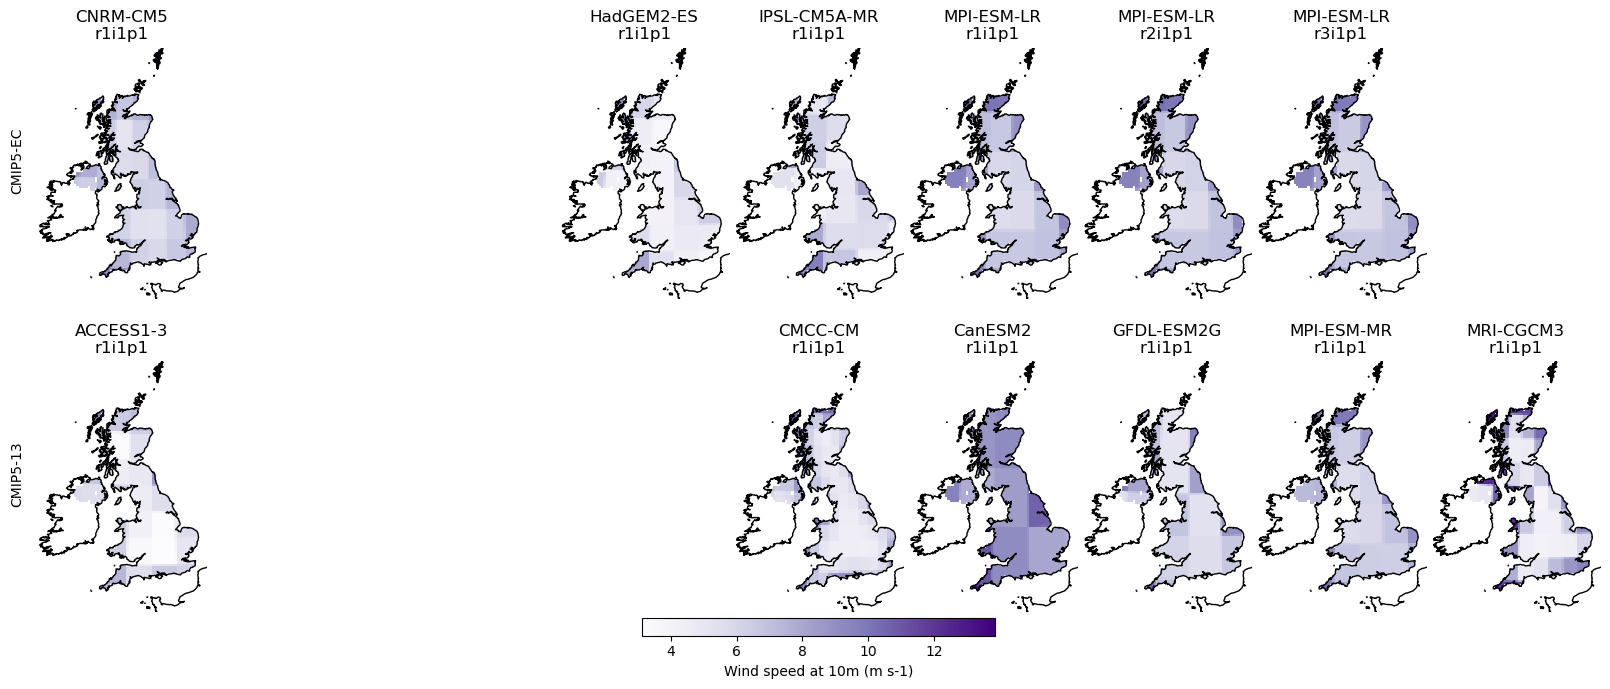 CNRM-CM5
r1i1p1
HadGEM2-ES
r1i1p1
IPSL-CM5A-MR
r1i1p1
MPI-ESM-LR
r1i1p1
MPI-ESM-LR
r2i1p1
MPI-ESM-LR
r3i1p1
CMIP5-EC
ACCESS1-3
r1i1p1
CMCC-CM
r1i1p1
CanESM2
r1i1p1
GFDL-ESM2G
r1i1p1
MPI-ESM-MR
r1i1p1
MRI-CGCM3
r1i1p1
CMIP5-13
4 6 8 10 12
Wind speed at 10m (m s-1)